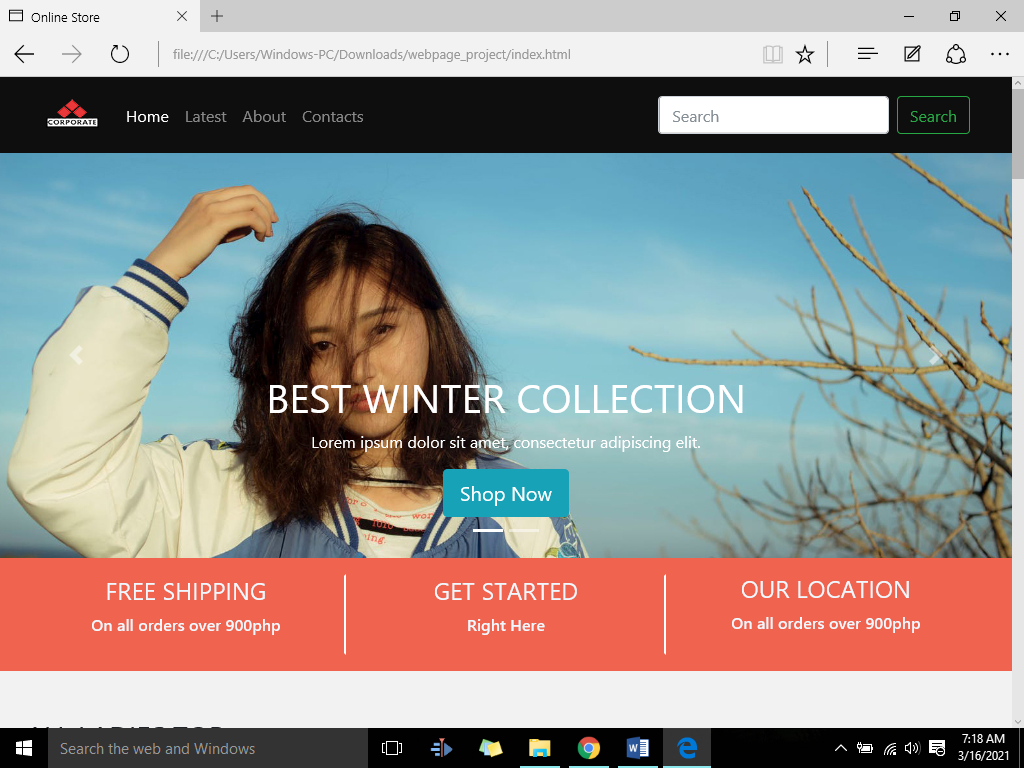 Online Store
file:///C:/Users/Windows-PC/Downloads/webpage_project/index.html
CORPORATE
Home Latest About Contacts Search Search
BEST WINTER COLLECTION
Lorem ipsum dolor sit amet, consectetur adipiscing elit.
Shop Now
FREE SHIPPING GET STARTED OUR LOCATION
On all orders over 900php Right Here On all orders over 900php
Search the web and Windows
7:18 AM
3/16/2021